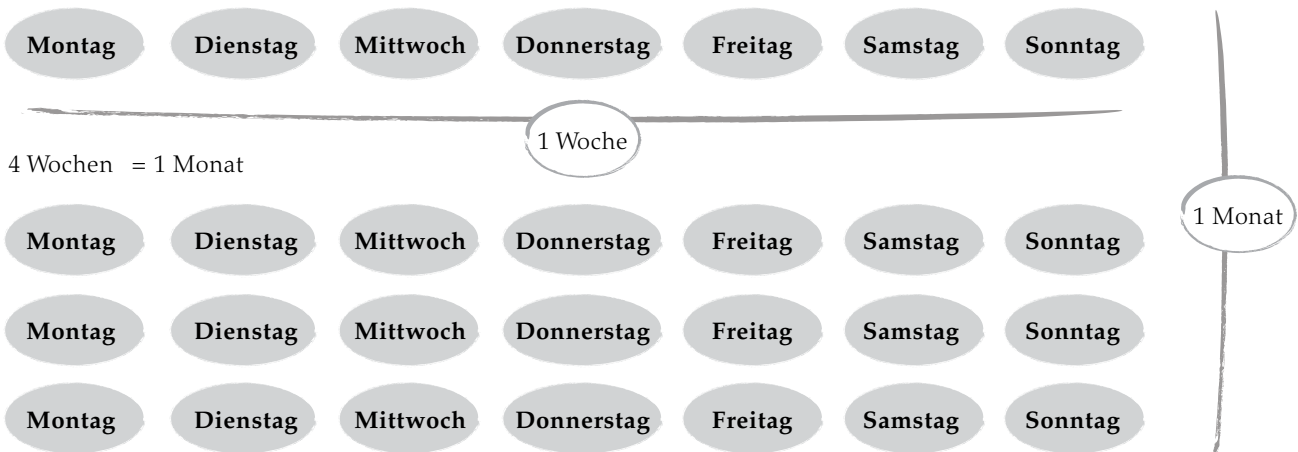 Montag Dienstag Mittwoch Donnerstag Freitag Samstag Sonntag
1 Woche
4 Wochen = 1 Monat
1 Monat
Montag Dienstag Mittwoch Donnerstag Freitag Samstag Sonntag
Montag Dienstag Mittwoch Donnerstag Freitag Samstag Sonntag
Montag Dienstag Mittwoch Donnerstag Freitag Samstag Sonntag